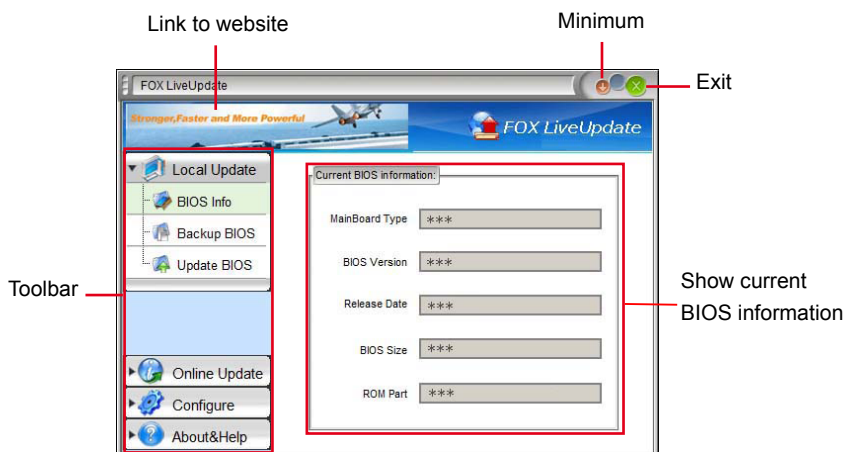 Link to website
Minimum
Exit
FOX LiveUpdate
Stronger,Faster and More Powerful
FOX LiveUpdate
Local Update
BIOS Info
Backup BIOS
Update BIOS
Toolbar
Online Update
Configure
About&Help
Current BIOS information:
MainBoard Type ***
BIOS Version ***
Release Date ***
BIOS Size ***
ROM Part ***
Show current
BIOS information